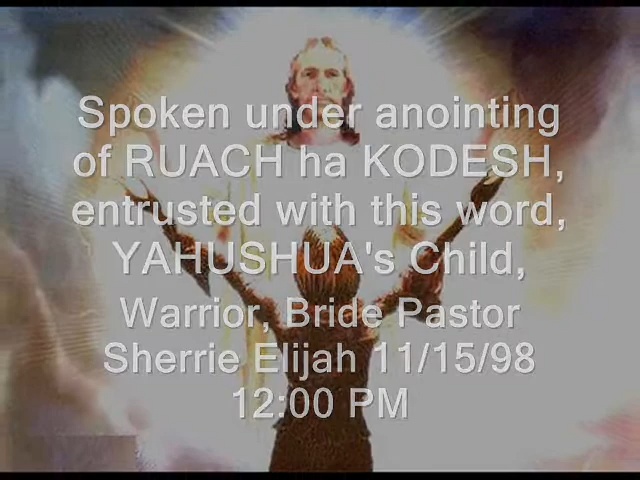 Spoken under anointing
of RUACH ha KODESH,
entrusted with this word,
YAHUSHUA's Child,
Warrior, Bride Pastor
Sherrie Elijah 11/15/98
12:00 PM